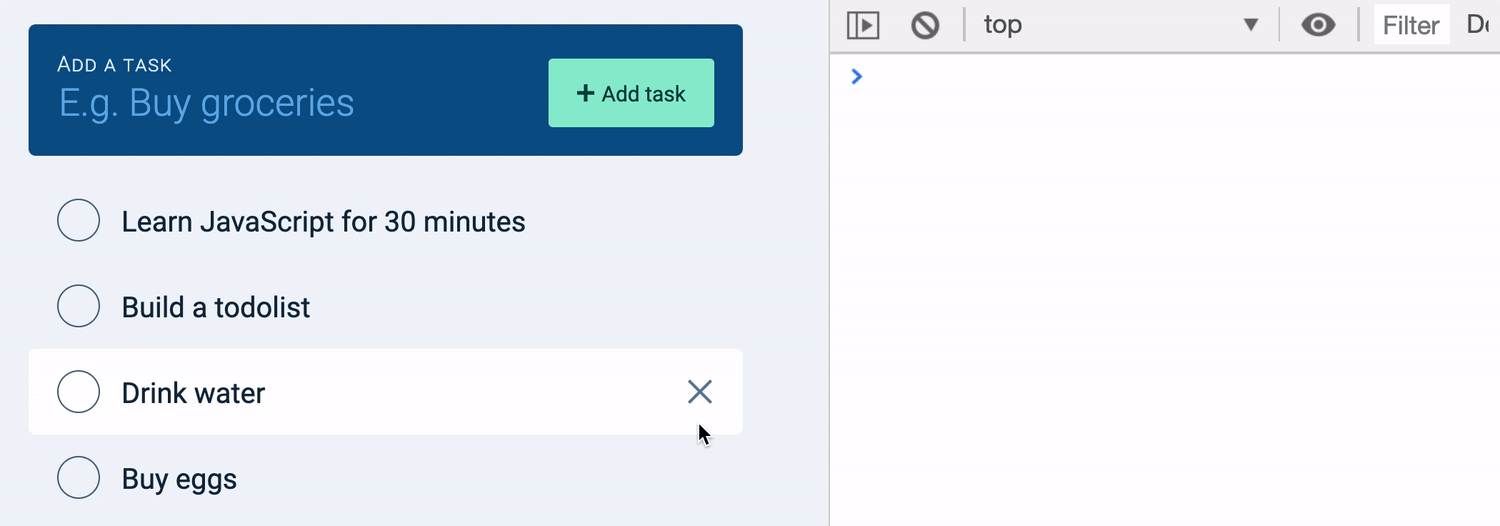 ADD A TASK
E.g. Buy groceries
+ Add task
Learn JavaScript for 30 minutes
Build a todolist
Drink water
Buy eggs
top
Filter